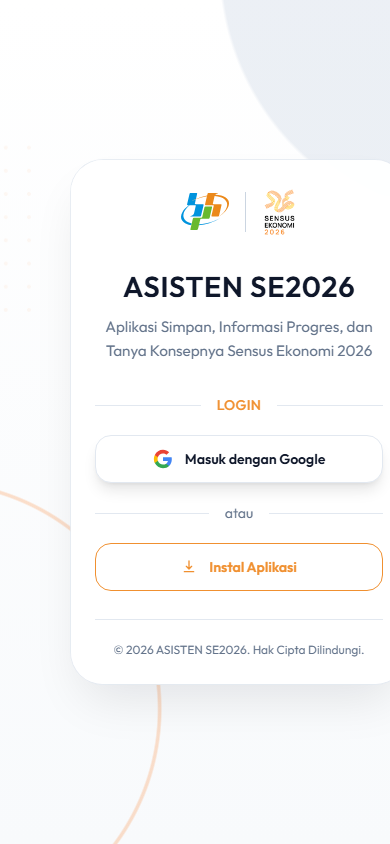 SENSUS
EKONOMI
2026
ASISTEN SE2026
Aplikasi Simpan, Informasi Progres, dan
Tanya Konsepnya Sensus Ekonomi 2026
LOGIN
Masuk dengan Google
atau
Instal Aplikasi
© 2026 ASISTEN SE2026. Hak Cipta Dilindungi.